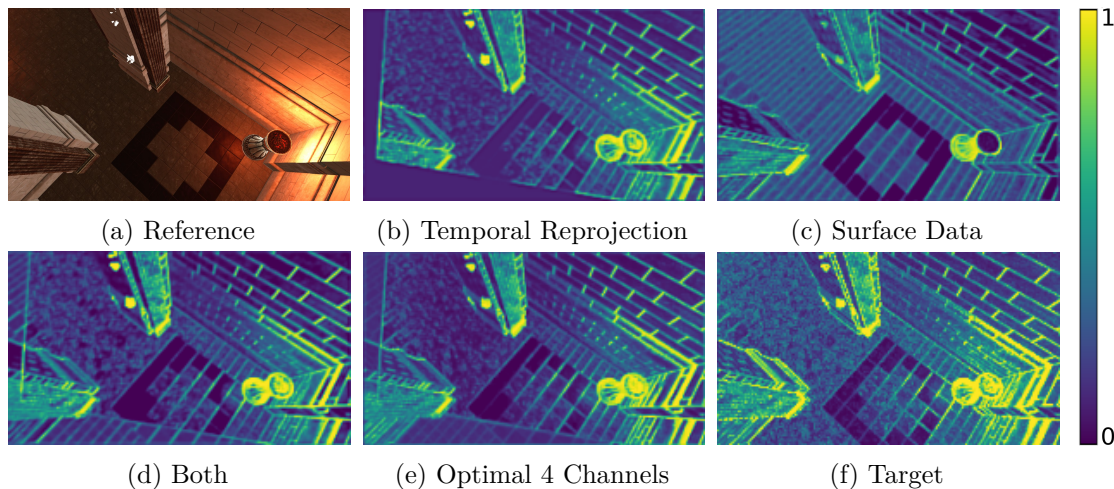 1
(a) Reference
(b) Temporal Reprojection
(c) Surface Data
0
(d) Both
(e) Optimal 4 Channels
(f) Target